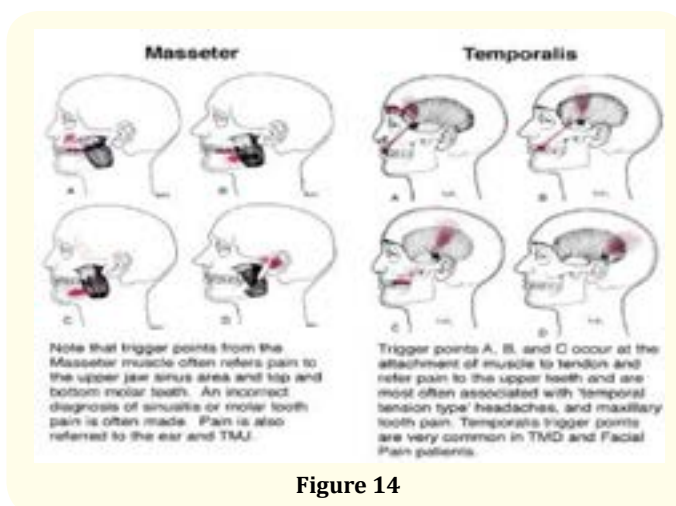 Masseter
A
B
C
D
Note that trigger points from the
Masseter muscle often refers pain to
the upper jaw sinus area and top and
bottom molar teeth. An incorrect
diagnosis of sinusitis or molar tooth
pain is often made. Pain is also
referred to the ear and TMJ.
Temporalis
A
B
C
D
Trigger points A, B, and C occur at the
attachment of muscle to tendon and
refer pain to the upper teeth and are
most often associated with 'temporal
tension type' headaches, and maxillary
tooth pain. Temporalis trigger points
are very common in TMD and Facial
Pain patients.
Figure 14